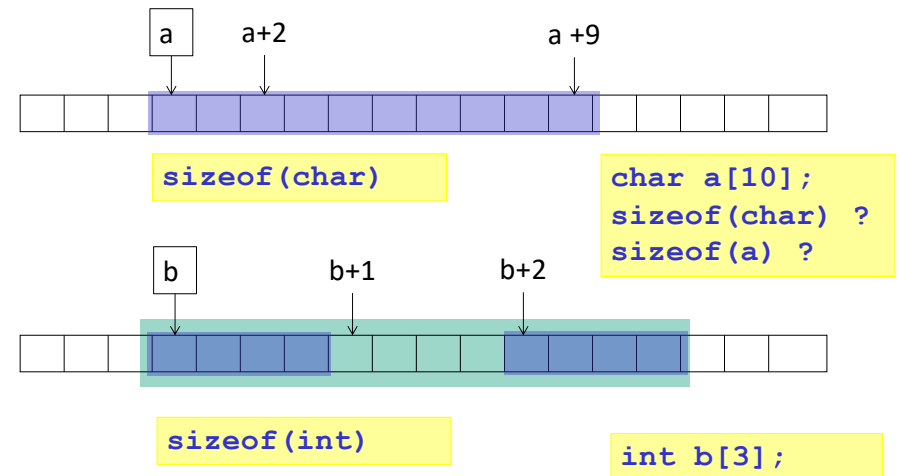 a a+2 a +9
sizeof(char)
char a[10];
sizeof(char) ?
sizeof(a) ?
b b+1 b+2
sizeof(int)
int b[3];